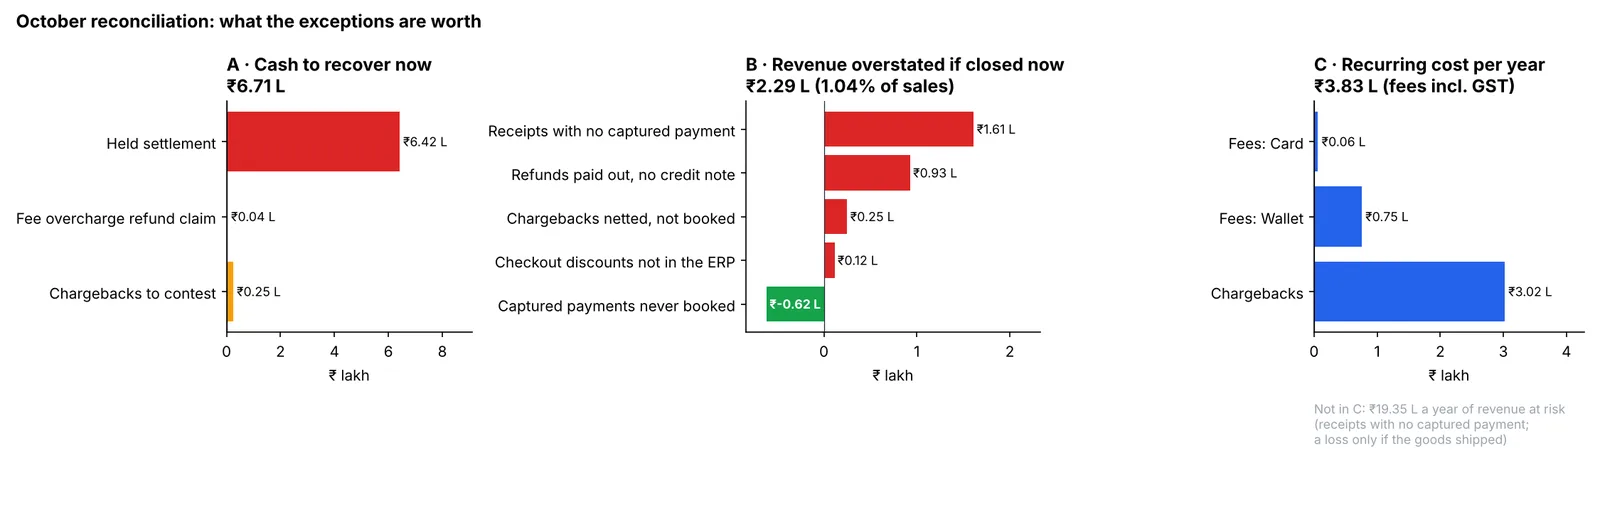 October reconciliation: what the exceptions are worth
A · Cash to recover now
₹6.71 L
Held settlement
₹6.42 L
Fee overcharge refund claim
₹0.04 L
Chargebacks to contest
₹0.25 L
0 2 4 6 8
₹ lakh
B · Revenue overstated if closed now
₹2.29 L (1.04% of sales)
Receipts with no captured payment
₹1.61 L
Refunds paid out, no credit note
₹0.93 L
Chargebacks netted, not booked
₹0.25 L
Checkout discounts not in the ERP
₹0.12 L
Captured payments never booked
₹-0.62 L
0 1 2
₹ lakh
C · Recurring cost per year
₹3.83 L (fees incl. GST)
Fees: Card
₹0.06 L
Fees: Wallet
₹0.75 L
Chargebacks
₹3.02 L
0 1 2 3 4
₹ lakh
Not in C: ₹19.35 L a year of revenue at risk
(receipts with no captured payment;
a loss only if the goods shipped)